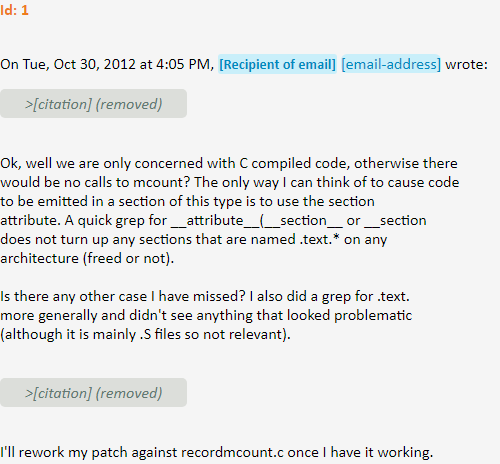 Id: 1
On Tue, Oct 30, 2012 at 4:05 PM, [Recipient of email] [email-address] wrote:
>[citation] (removed)
Ok, well we are only concerned with C compiled code, otherwise there
would be no calls to mcount? The only way I can think of to cause code
to be emitted in a section of this type is to use the section
attribute. A quick grep for __attribute__(__section__ or __section
does not turn up any sections that are named .text.* on any
architecture (freed or not).
Is there any other case I have missed? I also did a grep for .text.
more generally and didn't see anything that looked problematic
(although it is mainly .S files so not relevant).
>[citation] (removed)
I'll rework my patch against recordmcount.c once I have it working.